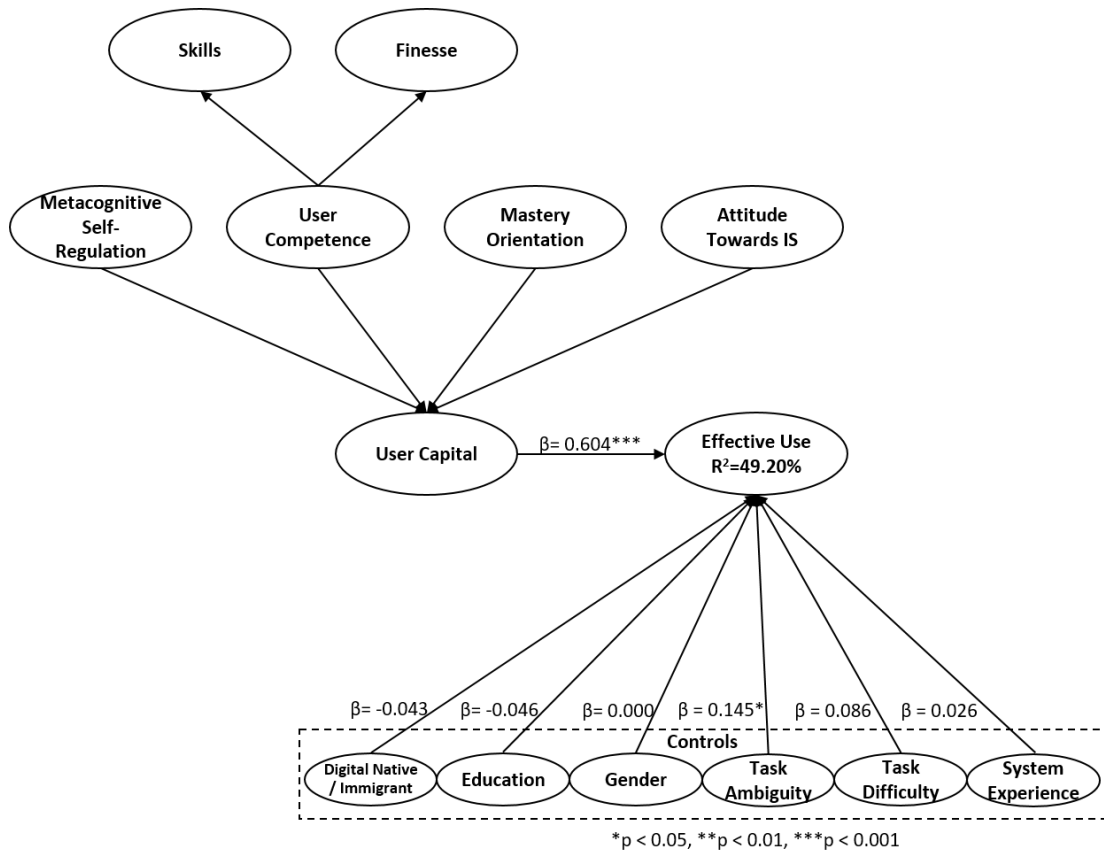 Skills
Finesse
Metacognitive
Self-
Regulation
User
Competence
Mastery
Orientation
Attitude
Towards IS
User Capital
β= 0.604***
Effective Use
R²=49.20%
β= -0.043
β= -0.046
β= 0.000
β = 0.145*
β = 0.086
β = 0.026
Controls
Digital Native
/ Immigrant
Education
Gender
Task
Ambiguity
Task
Difficulty
System
Experience
*p < 0.05, **p < 0.01, ***p < 0.001